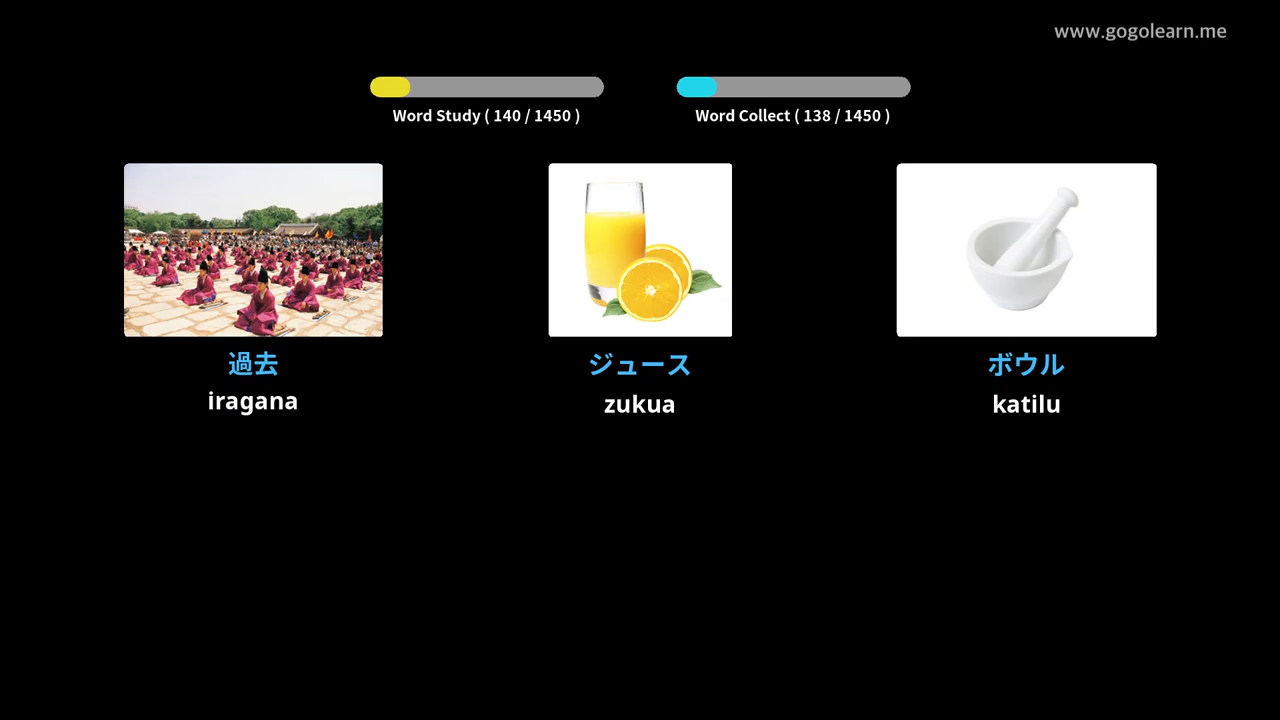 www.gogolearn.me
Word Study ( 140 / 1450 )
Word Collect ( 138 / 1450 )
過去
iragana
ジュース
zukua
ボウル
katilu